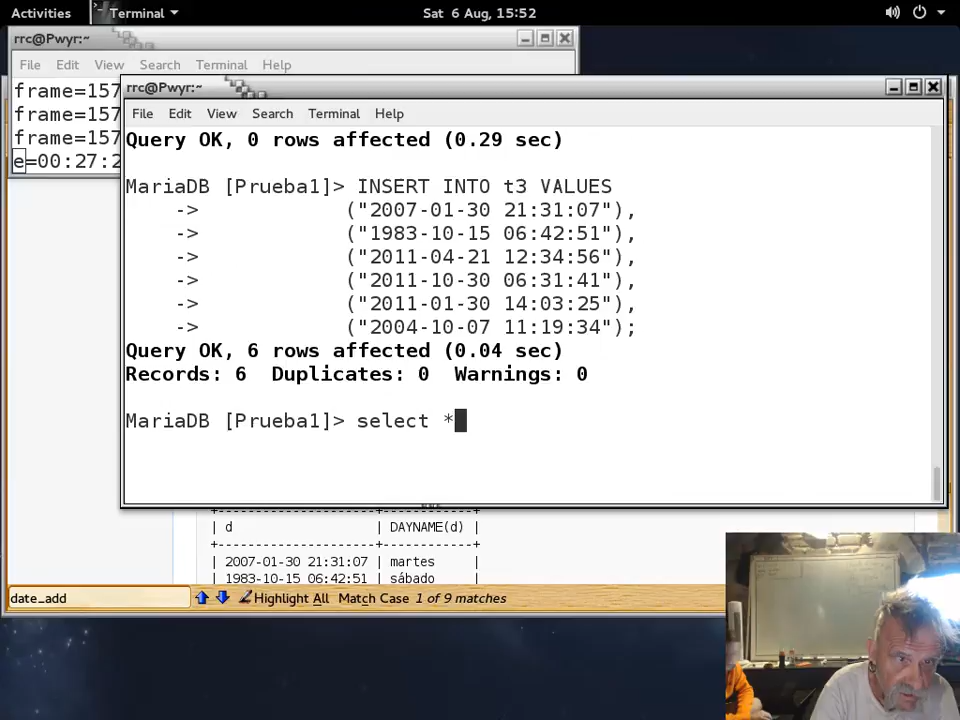 Activities Terminal Sat 6 Aug, 15:52
rrc@Pwyr:~
File Edit View Search Terminal Help
frame=157
frame=157
frame=157
e=00:27:2
rrc@Pwyr:~
File Edit View Search Terminal Help
Query OK, 0 rows affected (0.29 sec)
MariaDB [Prueba1]> INSERT INTO t3 VALUES
-> ("2007-01-30 21:31:07"),
-> ("1983-10-15 06:42:51"),
-> ("2011-04-21 12:34:56"),
-> ("2011-10-30 06:31:41"),
-> ("2011-01-30 14:03:25"),
-> ("2004-10-07 11:19:34");
Query OK, 6 rows affected (0.04 sec)
Records: 6 Duplicates: 0 Warnings: 0
MariaDB [Prueba1]> select *
+---------------------+------------+
| d | DAYNAME(d) |
+---------------------+------------+
| 2007-01-30 21:31:07 | martes |
| 1983-10-15 06:42:51 | sábado |
date_add Highlight All Match Case 1 of 9 matches